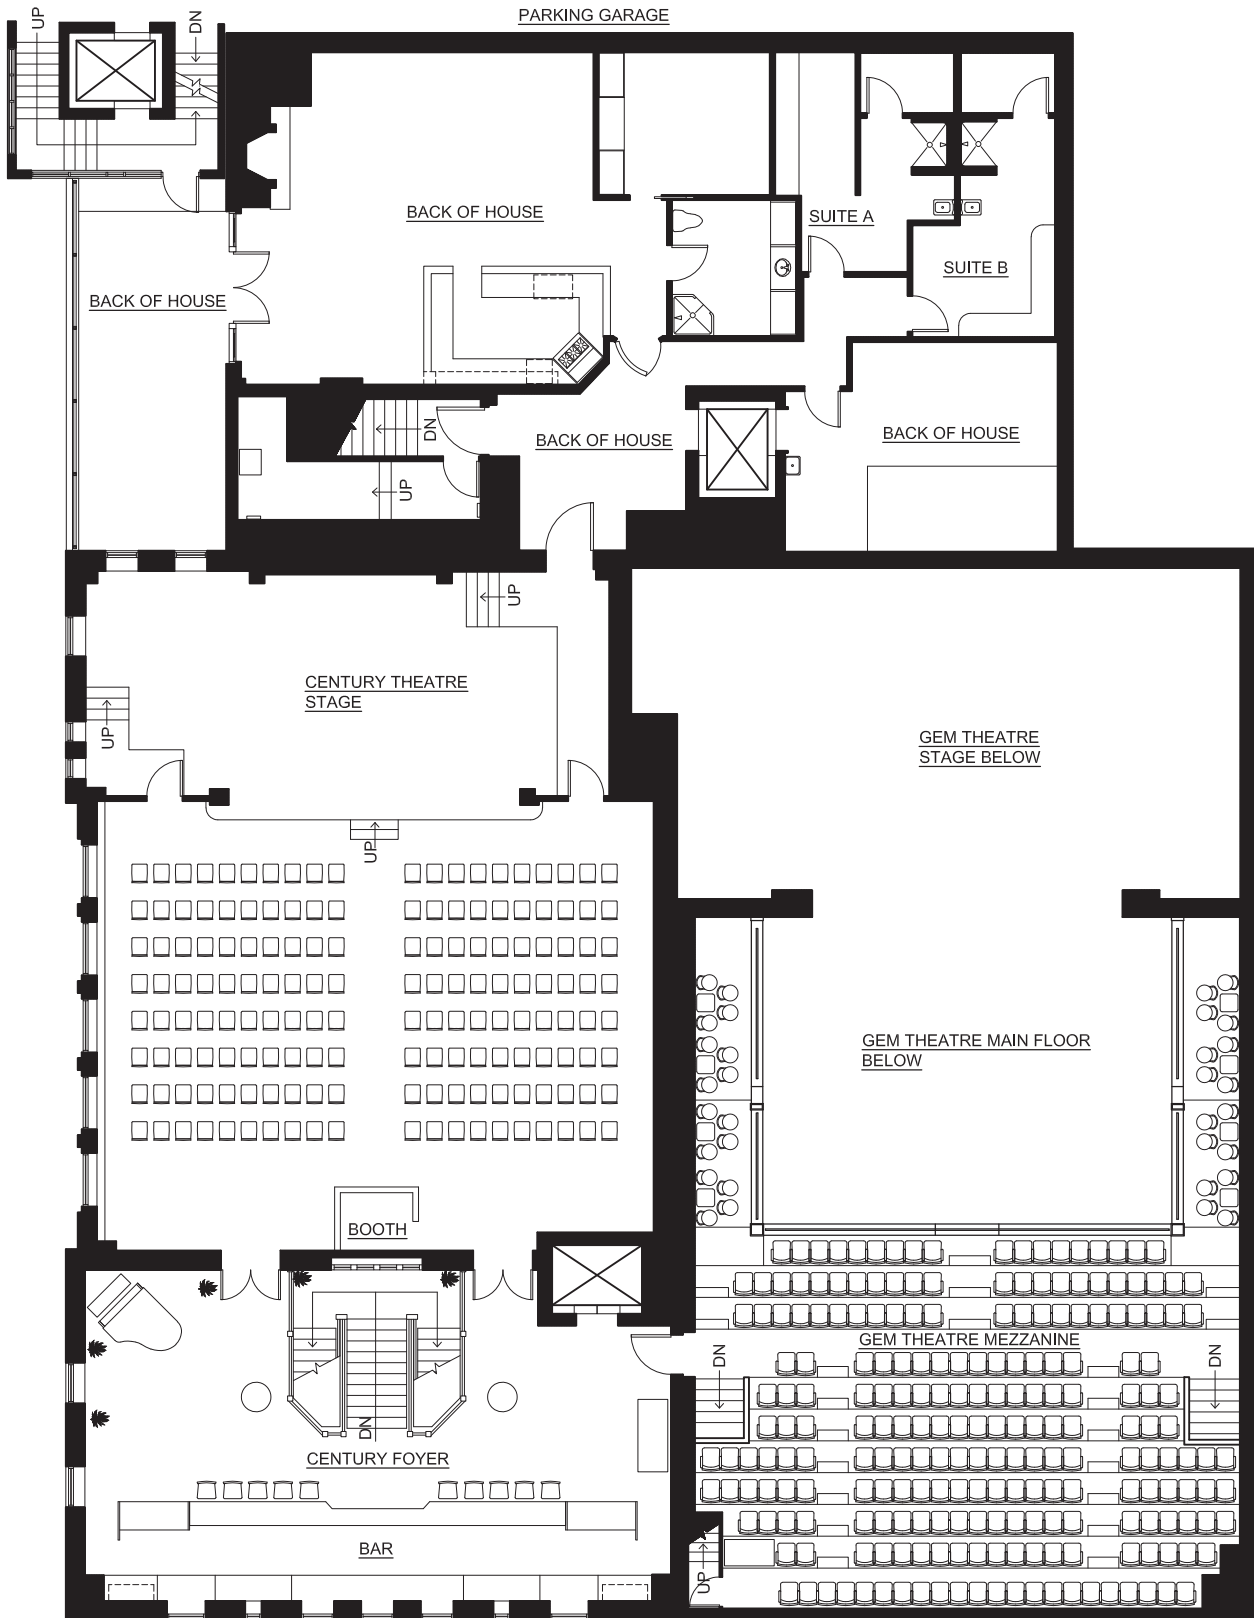 PARKING GARAGE
UP
DN
BACK OF HOUSE
SUITE A
SUITE B
BACK OF HOUSE
DN
BACK OF HOUSE
BACK OF HOUSE
UP
UP
CENTURY THEATRE
STAGE
UP
GEM THEATRE
STAGE BELOW
UP
GEM THEATRE MAIN FLOOR
BELOW
BOOTH
GEM THEATRE MEZZANINE
DN
DN
DN
CENTURY FOYER
BAR
UP